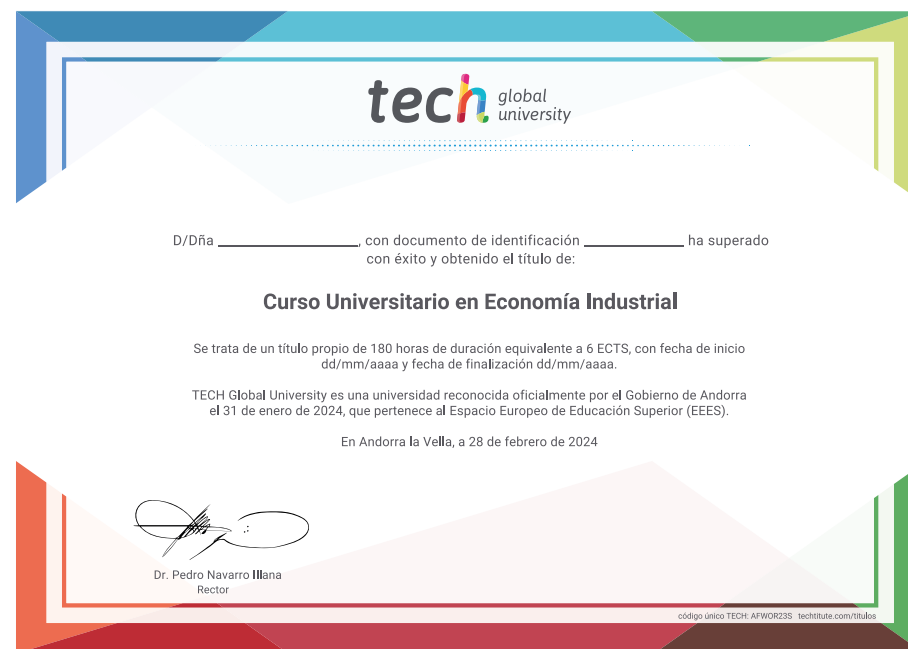 tech global university
D/Dña ______________, con documento de identificación __________ ha superado
con éxito y obtenido el título de:
Curso Universitario en Economía Industrial
Se trata de un título propio de 180 horas de duración equivalente a 6 ECTS, con fecha de inicio
dd/mm/aaaa y fecha de finalización dd/mm/aaaa.
TECH Global University es una universidad reconocida oficialmente por el Gobierno de Andorra
el 31 de enero de 2024, que pertenece al Espacio Europeo de Educación Superior (EEES).
En Andorra la Vella, a 28 de febrero de 2024
Dr. Pedro Navarro Illana
Rector
código único TECH: AFWOR23S techtitute.com/titulos